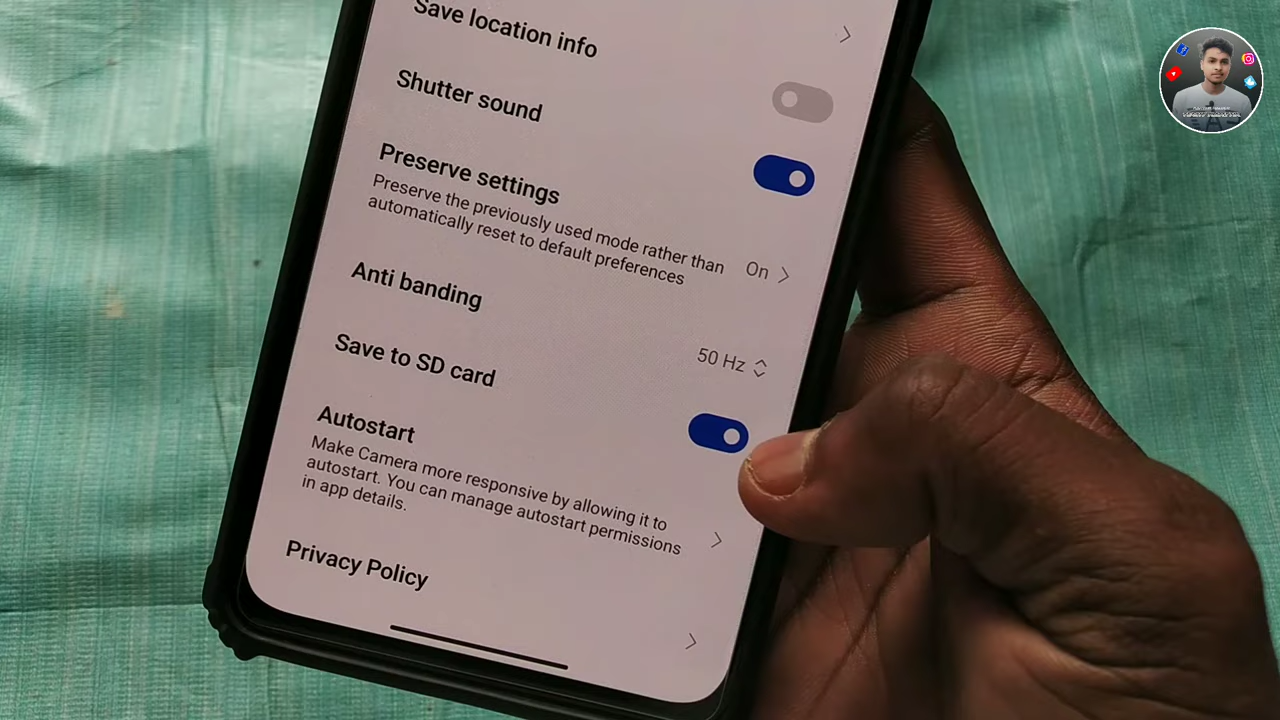 Save location info
Shutter sound
Preserve settings
Preserve the previously used mode rather than
automatically reset to default preferences
On
Anti banding
50 Hz
Save to SD card
Autostart
Make Camera more responsive by allowing it to
autostart. You can manage autostart permissions
in app details.
Privacy Policy